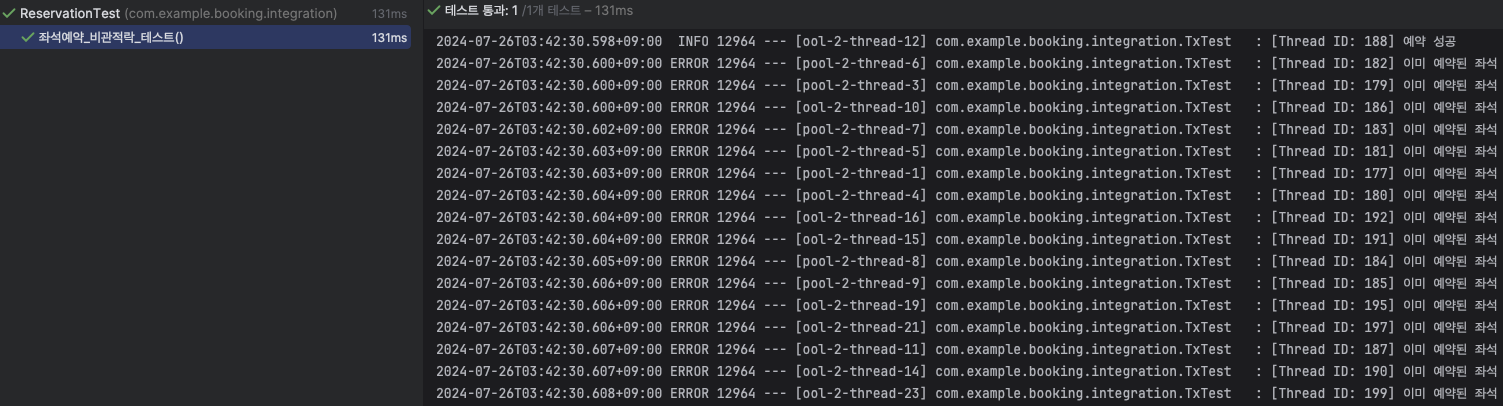 ReservationTest (com.example.booking.integration) 131ms
좌석예약_비관적락_테스트() 131ms
테스트 통과: 1 /1개 테스트 – 131ms
2024-07-26T03:42:30.598+09:00  INFO 12964 --- [ool-2-thread-12] com.example.booking.integration.TxTest   : [Thread ID: 188] 예약 성공
2024-07-26T03:42:30.600+09:00 ERROR 12964 --- [pool-2-thread-6] com.example.booking.integration.TxTest   : [Thread ID: 182] 이미 예약된 좌석
2024-07-26T03:42:30.600+09:00 ERROR 12964 --- [pool-2-thread-3] com.example.booking.integration.TxTest   : [Thread ID: 179] 이미 예약된 좌석
2024-07-26T03:42:30.600+09:00 ERROR 12964 --- [ool-2-thread-10] com.example.booking.integration.TxTest   : [Thread ID: 186] 이미 예약된 좌석
2024-07-26T03:42:30.602+09:00 ERROR 12964 --- [pool-2-thread-7] com.example.booking.integration.TxTest   : [Thread ID: 183] 이미 예약된 좌석
2024-07-26T03:42:30.603+09:00 ERROR 12964 --- [pool-2-thread-5] com.example.booking.integration.TxTest   : [Thread ID: 181] 이미 예약된 좌석
2024-07-26T03:42:30.603+09:00 ERROR 12964 --- [pool-2-thread-1] com.example.booking.integration.TxTest   : [Thread ID: 177] 이미 예약된 좌석
2024-07-26T03:42:30.604+09:00 ERROR 12964 --- [pool-2-thread-4] com.example.booking.integration.TxTest   : [Thread ID: 180] 이미 예약된 좌석
2024-07-26T03:42:30.604+09:00 ERROR 12964 --- [ool-2-thread-16] com.example.booking.integration.TxTest   : [Thread ID: 192] 이미 예약된 좌석
2024-07-26T03:42:30.604+09:00 ERROR 12964 --- [ool-2-thread-15] com.example.booking.integration.TxTest   : [Thread ID: 191] 이미 예약된 좌석
2024-07-26T03:42:30.605+09:00 ERROR 12964 --- [pool-2-thread-8] com.example.booking.integration.TxTest   : [Thread ID: 184] 이미 예약된 좌석
2024-07-26T03:42:30.606+09:00 ERROR 12964 --- [pool-2-thread-9] com.example.booking.integration.TxTest   : [Thread ID: 185] 이미 예약된 좌석
2024-07-26T03:42:30.606+09:00 ERROR 12964 --- [ool-2-thread-19] com.example.booking.integration.TxTest   : [Thread ID: 195] 이미 예약된 좌석
2024-07-26T03:42:30.606+09:00 ERROR 12964 --- [ool-2-thread-21] com.example.booking.integration.TxTest   : [Thread ID: 197] 이미 예약된 좌석
2024-07-26T03:42:30.607+09:00 ERROR 12964 --- [ool-2-thread-11] com.example.booking.integration.TxTest   : [Thread ID: 187] 이미 예약된 좌석
2024-07-26T03:42:30.607+09:00 ERROR 12964 --- [ool-2-thread-14] com.example.booking.integration.TxTest   : [Thread ID: 190] 이미 예약된 좌석
2024-07-26T03:42:30.608+09:00 ERROR 12964 --- [ool-2-thread-23] com.example.booking.integration.TxTest   : [Thread ID: 199] 이미 예약된 좌석